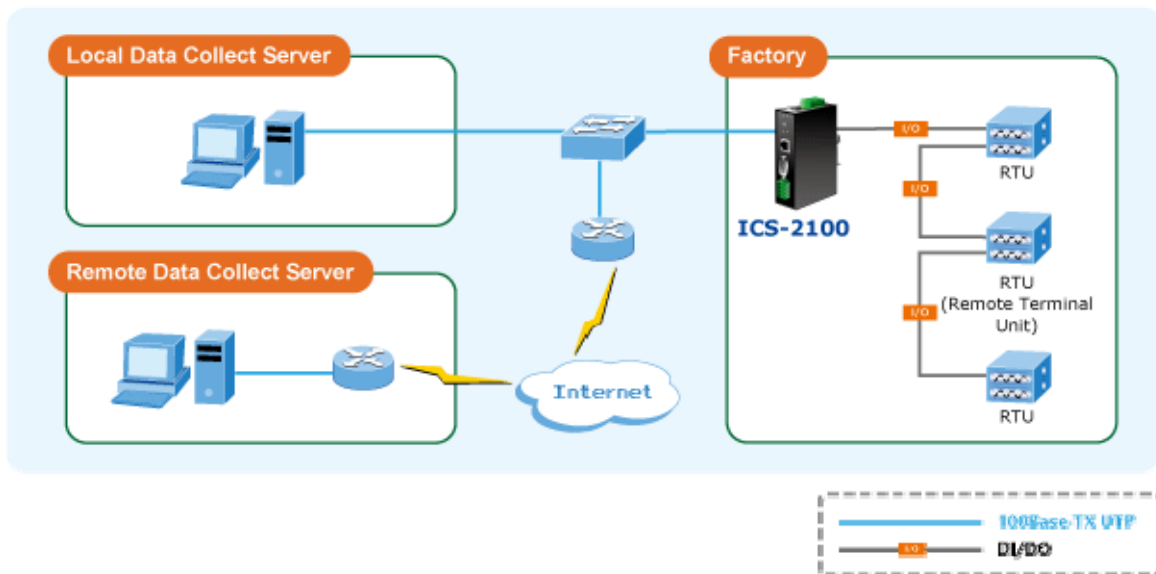 Local Data Collect Server
Factory
I/O
RTU
I/O
ICS-2100
RTU
(Remote Terminal
Unit)
Remote Data Collect Server
I/O
Internet
RTU
100Base-TX UTP
I/O
DI/DO